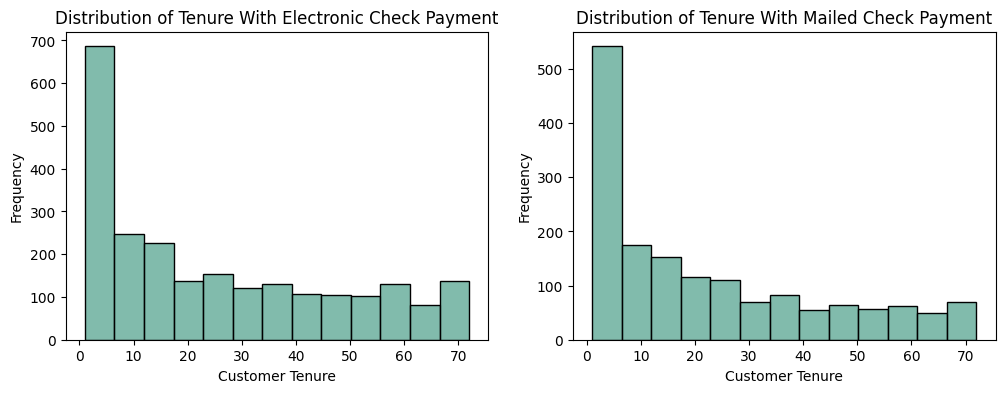 Distribution of Tenure With Electronic Check Payment
700
600
500
400
300
200
100
0
Frequency
0 10 20 30 40 50 60 70
Customer Tenure
Distribution of Tenure With Mailed Check Payment
500
400
300
200
100
0
Frequency
0 10 20 30 40 50 60 70
Customer Tenure